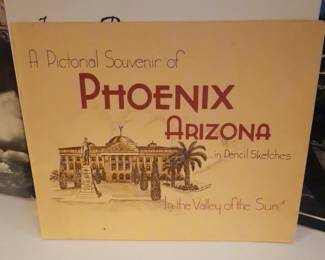 A Pictorial Souvenir of
PHOENIX
ARIZONA
in Pencil Sketches
"In the Valley of the Sun"